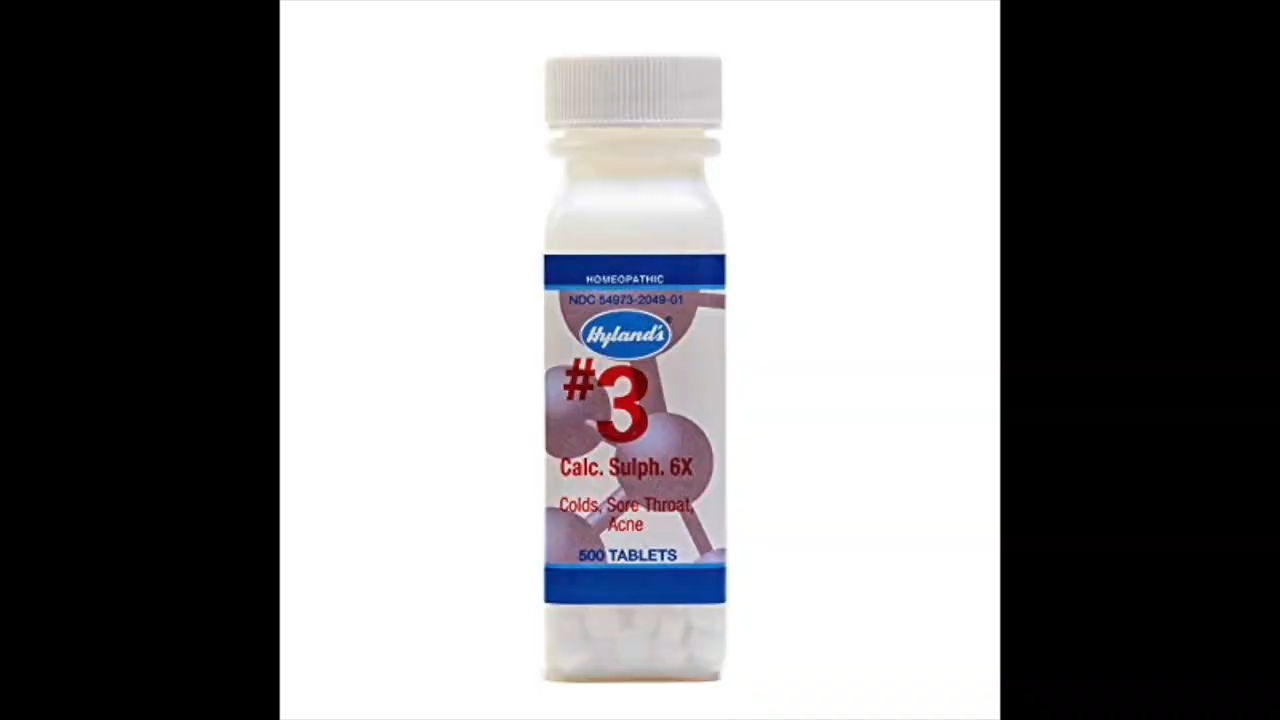 HOMEOPATHIC
NDC 54973-2049-01
Hyland's®
#3
Calc. Sulph. 6X
Colds, Sore Throat,
Acne
500 TABLETS